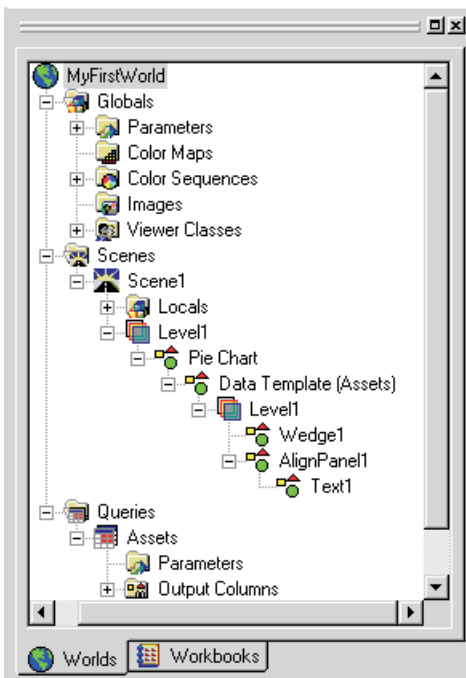 MyFirstWorld
Globals
Parameters
Color Maps
Color Sequences
Images
Viewer Classes
Scenes
Scene1
Locals
Level1
Pie Chart
Data Template (Assets)
Level1
Wedge1
AlignPanel1
Text1
Queries
Assets
Parameters
Output Columns
Worlds Workbooks